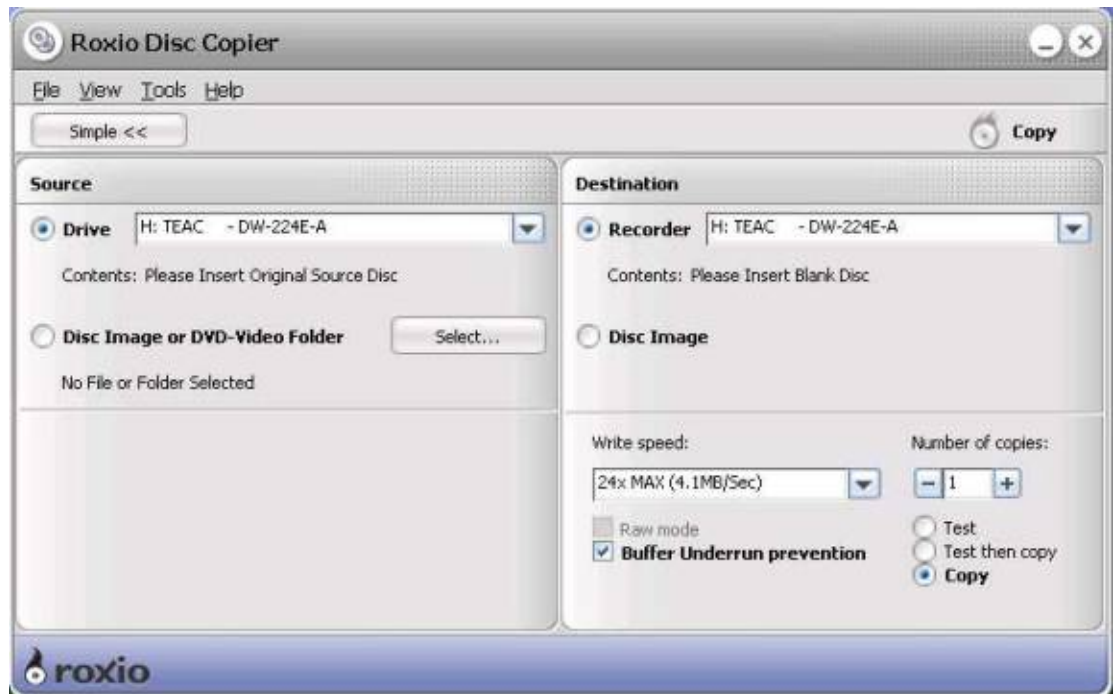 Roxio Disc Copier
File View Tools Help
Simple <<
Copy
Source
Drive H: TEAC - DW-224E-A
Contents: Please Insert Original Source Disc
Disc Image or DVD-Video Folder Select...
No File or Folder Selected
Destination
Recorder H: TEAC - DW-224E-A
Contents: Please Insert Blank Disc
Disc Image
Write speed:
24x MAX (4.1MB/Sec)
Raw mode
Buffer Underrun prevention
Number of copies:
1
Test
Test then copy
Copy
roxio